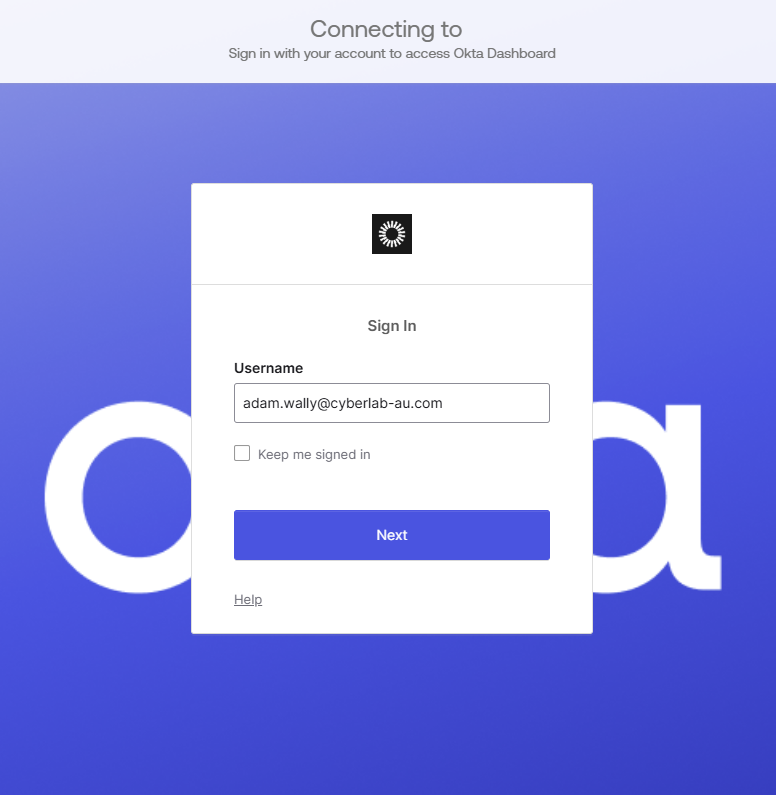 Connecting to
Sign in with your account to access Okta Dashboard
Sign In
Username
adam.wally@cyberlab-au.com
Keep me signed in
Next
Help
o a